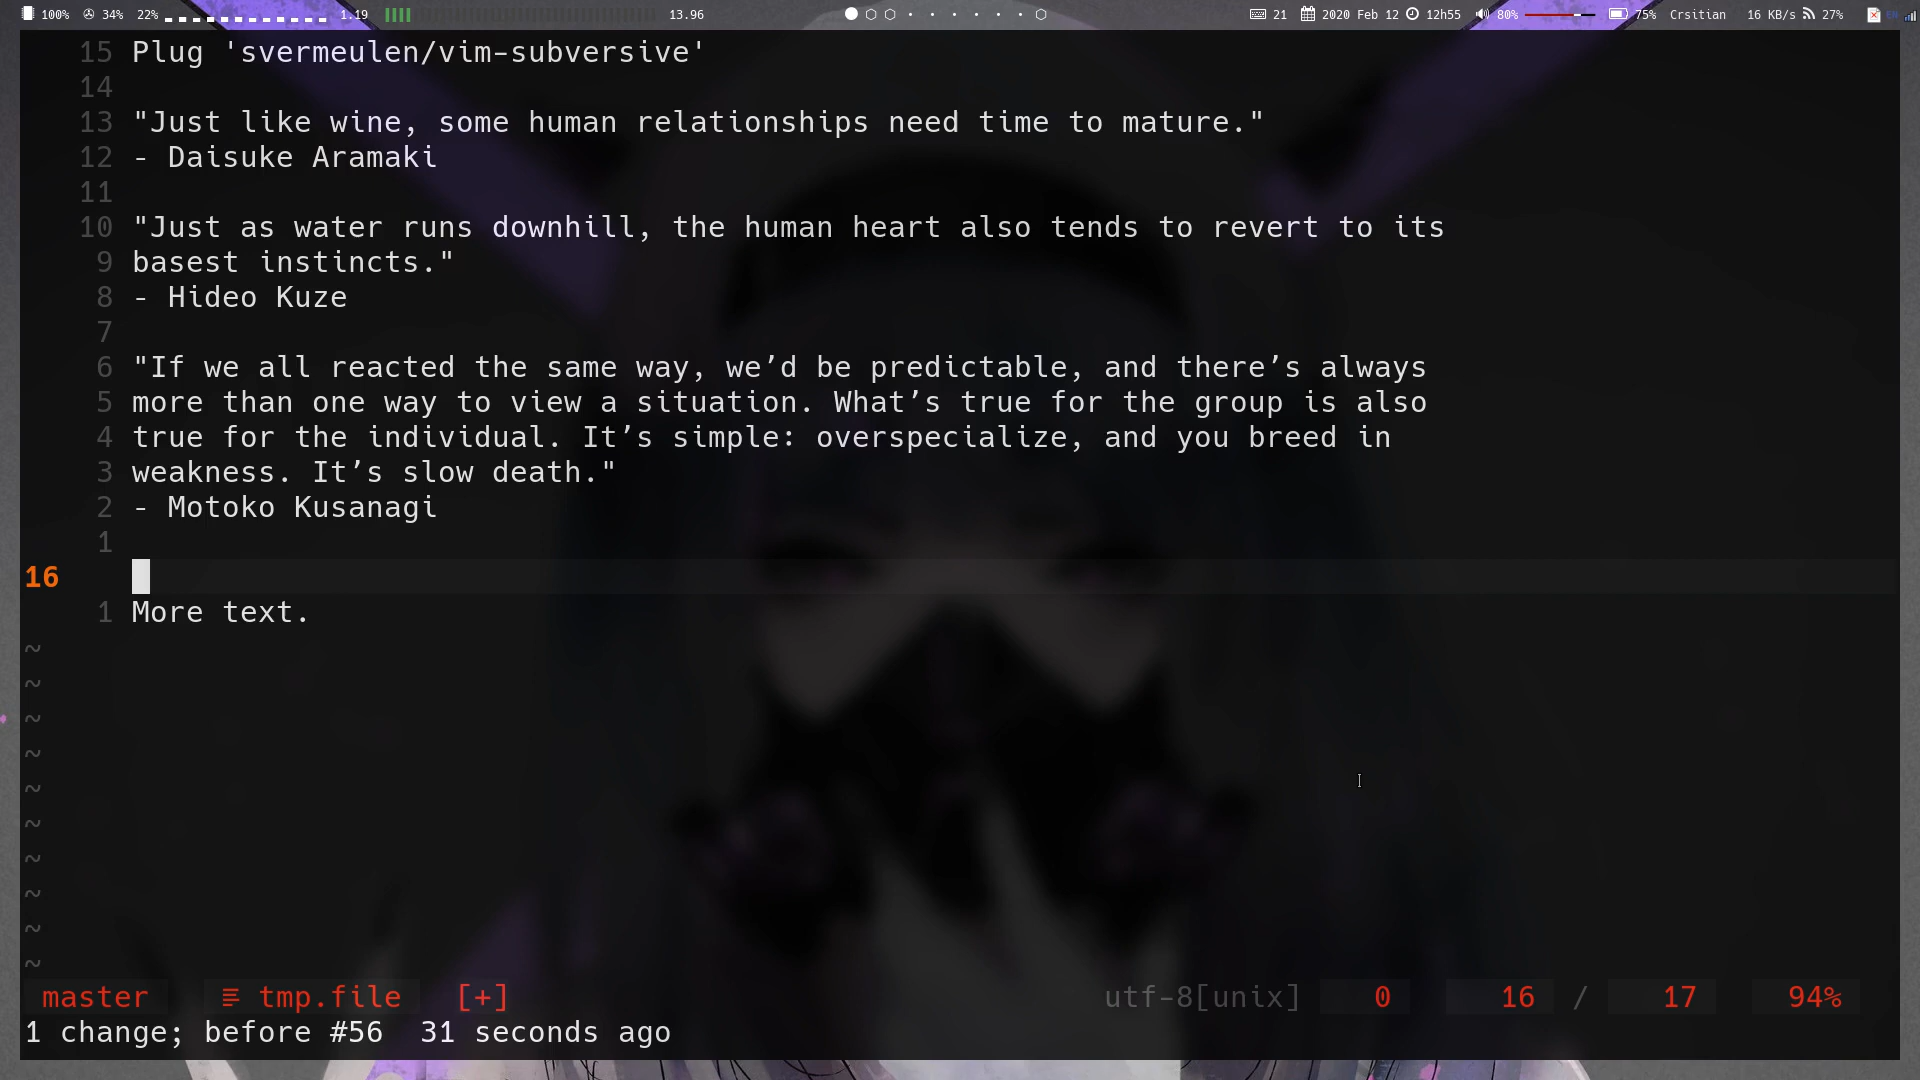 100% 34% 22% 1.19 13.96 21 2020 Feb 12 12h55 80% 75% Crsitian 16 KB/s 27%
15 Plug 'svermeulen/vim-subversive'
14
13 "Just like wine, some human relationships need time to mature."
12 - Daisuke Aramaki
11
10 "Just as water runs downhill, the human heart also tends to revert to its
9 basest instincts."
8 - Hideo Kuze
7
6 "If we all reacted the same way, we’d be predictable, and there’s always
5 more than one way to view a situation. What’s true for the group is also
4 true for the individual. It’s simple: overspecialize, and you breed in
3 weakness. It’s slow death."
2 - Motoko Kusanagi
1
16
1 More text.
~
~
~
~
~
~
~
~
~
~
master tmp.file [+] utf-8[unix] 0 16 / 17 94%
1 change; before #56 31 seconds ago